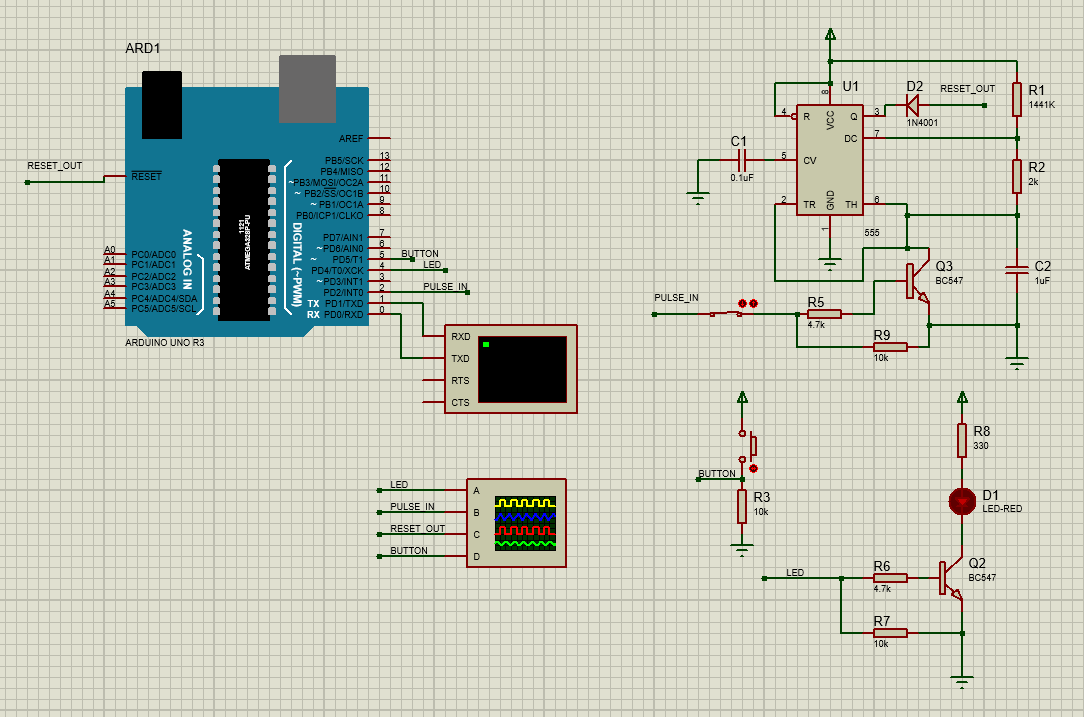 ARD1
RESET_OUT
RESET
A0
A1
A2
A3
A4
A5
PC0/ADC0
PC1/ADC1
PC2/ADC2
PC3/ADC3
PC4/ADC4/SDA
PC5/ADC5/SCL
ANALOG IN
1121
ATMEGA328P-PU
DIGITAL (~PWM)
AREF
PB5/SCK 13
PB4/MISO 12
~PB3/MOSI/OC2A 11
~ PB2/SS/OC1B 10
~ PB1/OC1A 9
PB0/ICP1/CLKO 8
PD7/AIN1 7
~ PD6/AIN0 6
~ PD5/T1 5
PD4/T0/XCK 4
~ PD3/INT1 3
PD2/INT0 2
TX PD1/TXD 1
RX PD0/RXD 0
BUTTON
LED
PULSE_IN
ARDUINO UNO R3
RXD
TXD
RTS
CTS
LED
PULSE_IN
RESET_OUT
BUTTON
A
B
C
D
U1
8
VCC
4 R
Q 3
DC 7
5 CV
2 TR
TH 6
GND
1
555
C1
0.1uF
D2
1N4001
RESET_OUT
R1
1441K
R2
2k
C2
1uF
Q3
BC547
PULSE_IN
R5
4.7k
R9
10k
BUTTON
R3
10k
R8
330
D1
LED-RED
Q2
BC547
LED
R6
4.7k
R7
10k